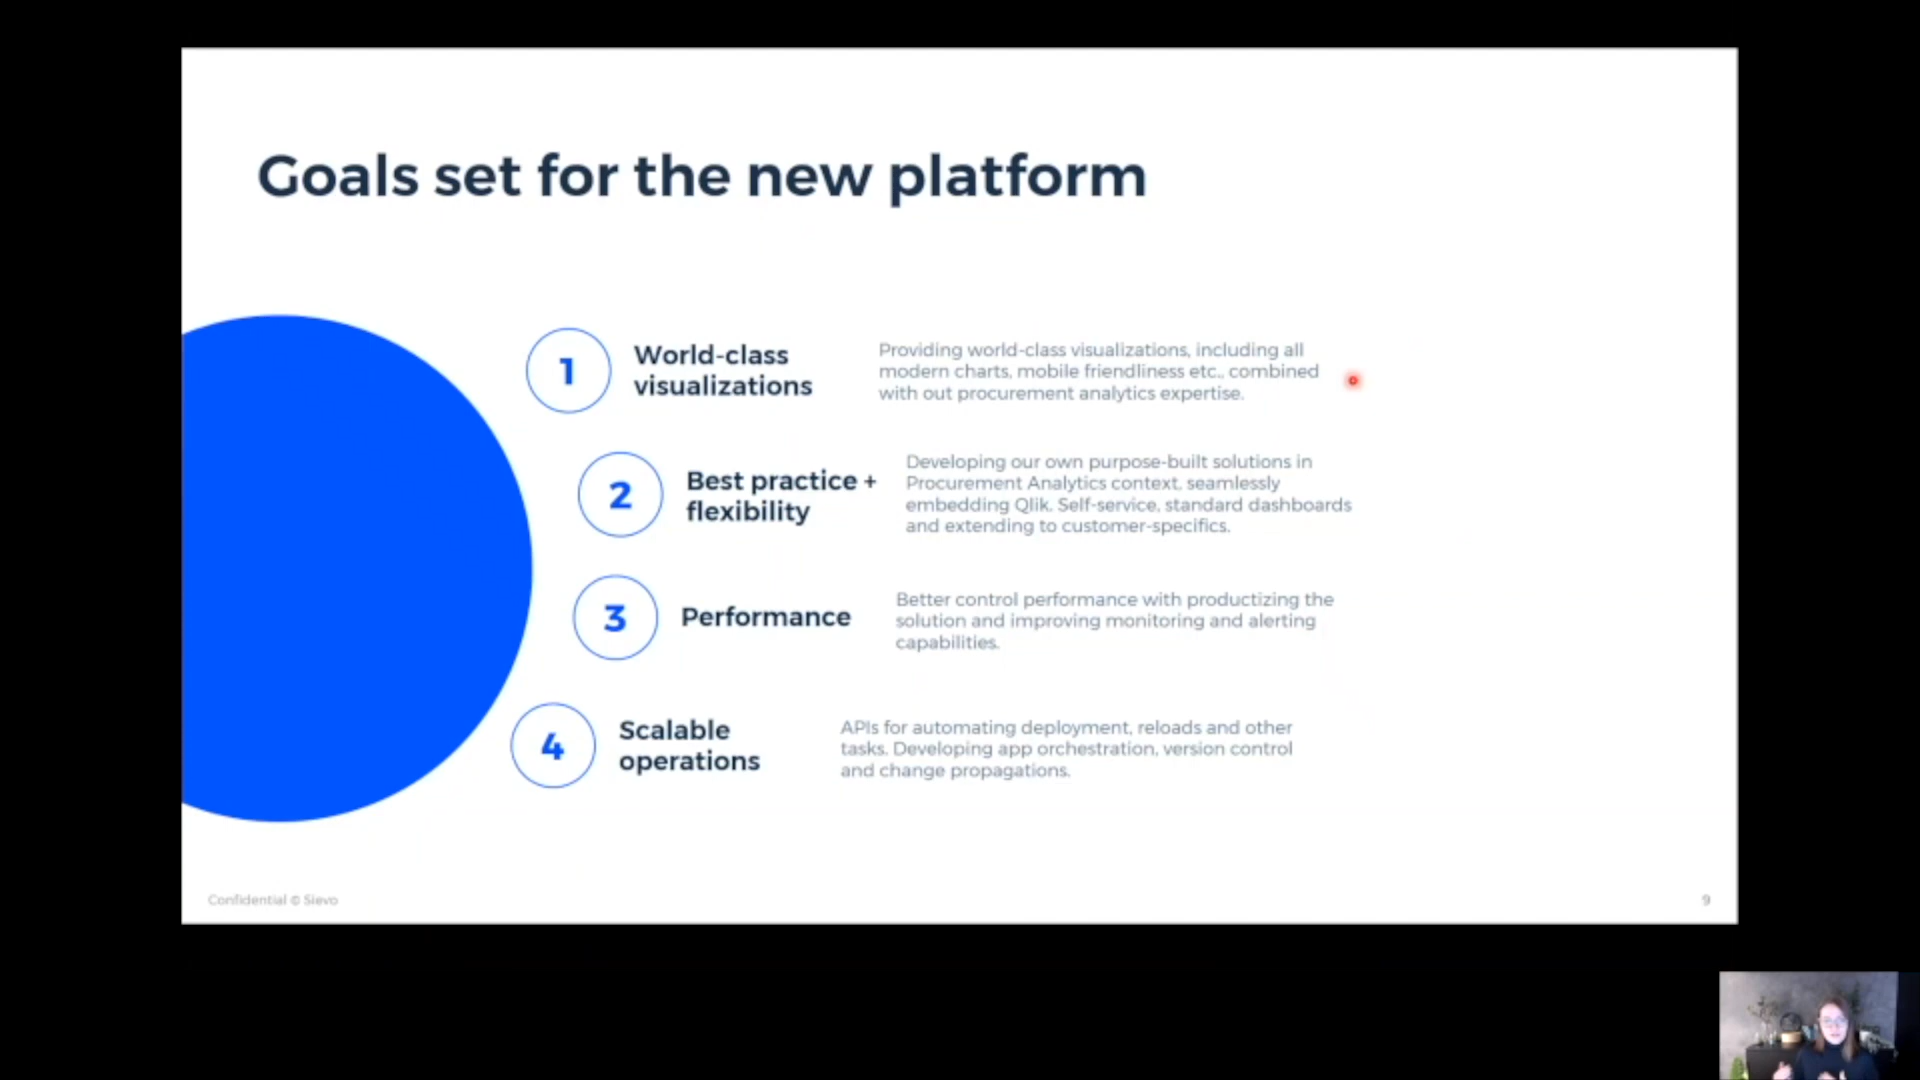 Goals set for the new platform
1
World-class
visualizations
Providing world-class visualizations, including all
modern charts, mobile friendliness etc., combined
with out procurement analytics expertise.
2
Best practice +
flexibility
Developing our own purpose-built solutions in
Procurement Analytics context, seamlessly
embedding Qlik. Self-service, standard dashboards
and extending to customer-specifics.
3
Performance
Better control performance with productizing the
solution and improving monitoring and alerting
capabilities.
4
Scalable
operations
APIs for automating deployment, reloads and other
tasks. Developing app orchestration, version control
and change propagations.
Confidential © Sievo
9